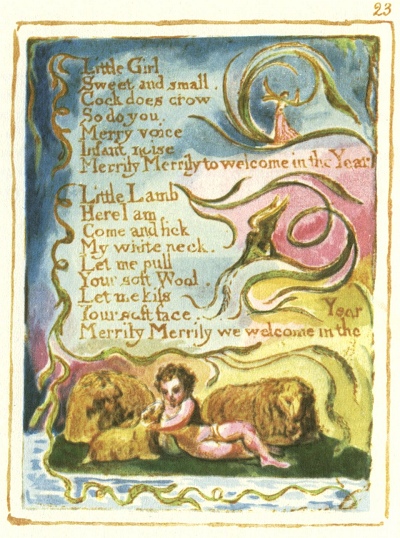 23
Little Girl
Sweet and small.
Cock does crow
So do you.
Merry voice
Infant noise
Merrily Merrily to welcome in the Year
Little Lamb
Here I am
Come and lick
My white neck.
Let me pull
Your soft Wool.
Let me kiss
Your soft face.
Merrily Merrily we welcome in the Year